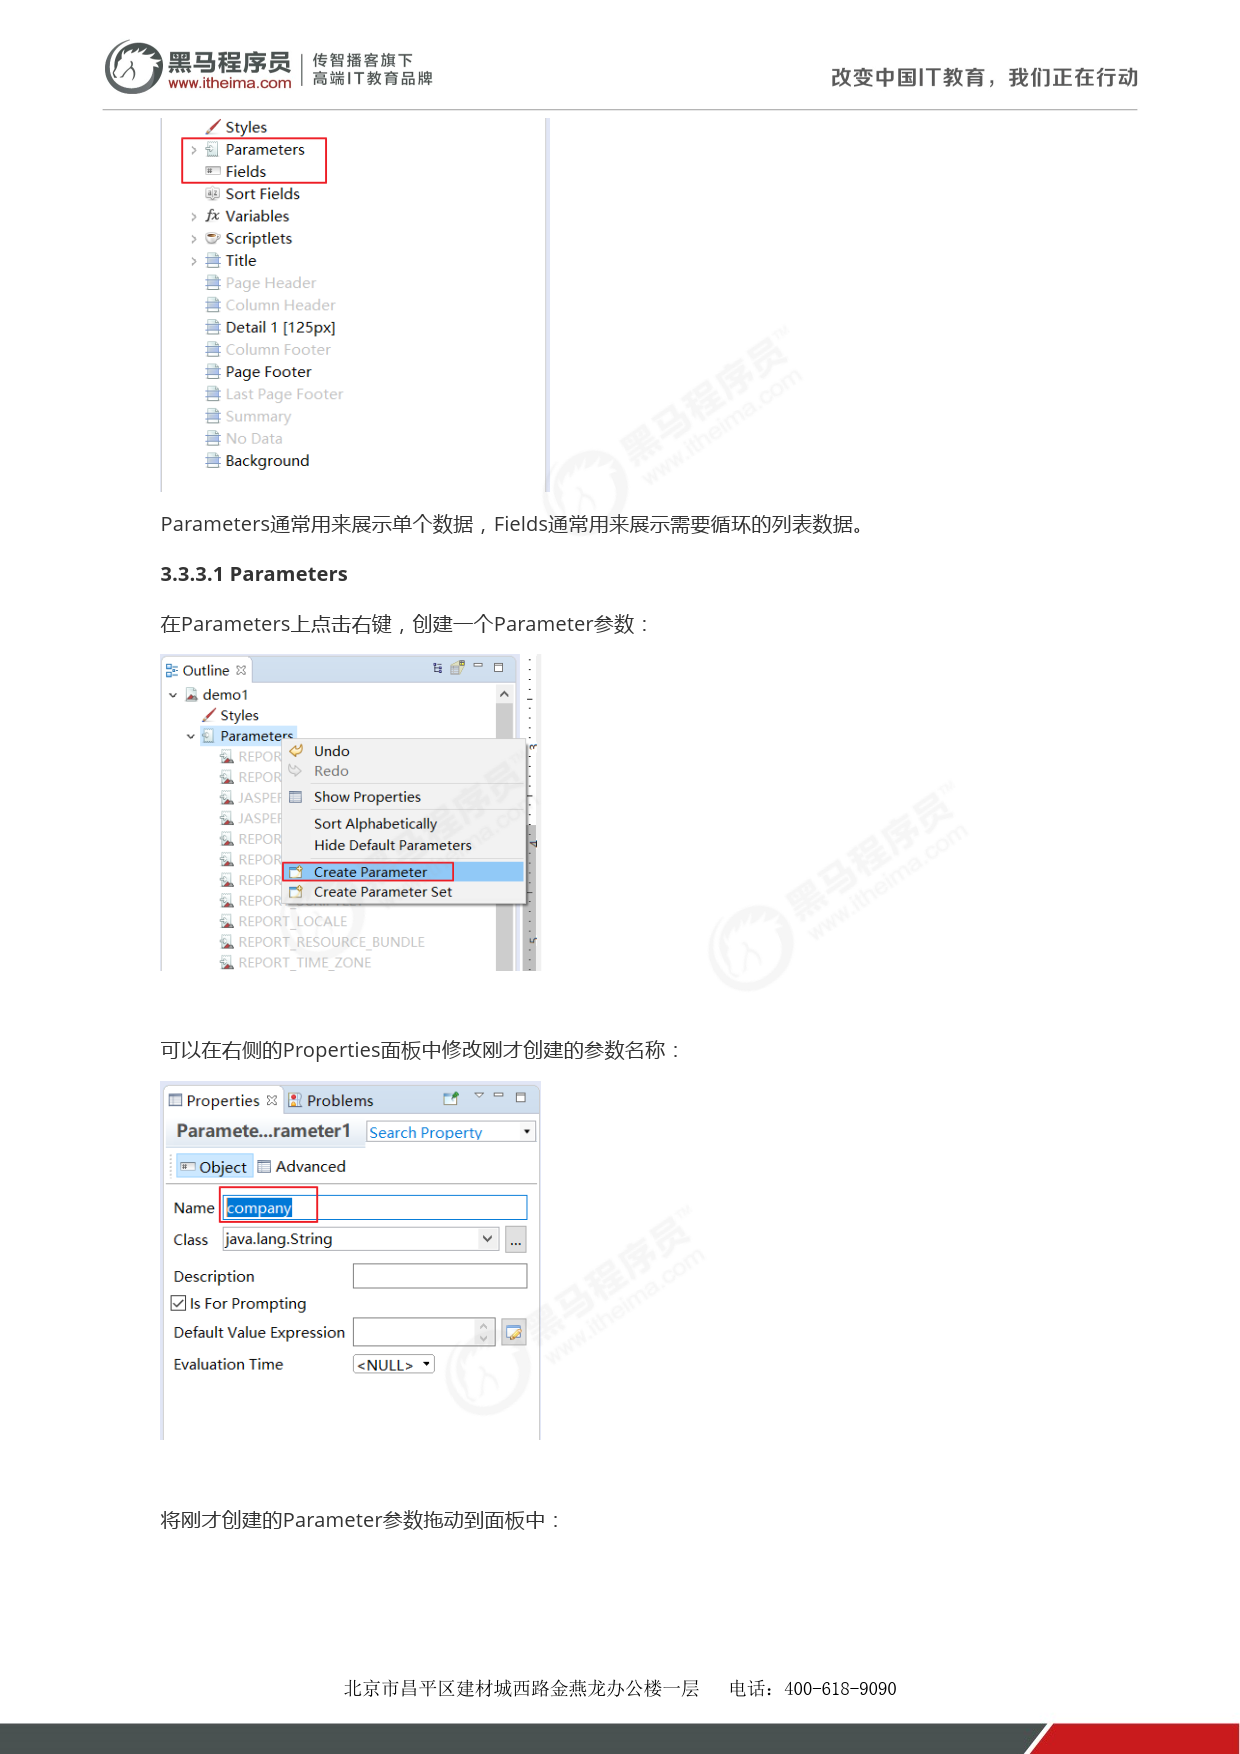 黑马程序员
www.itheima.com
传智播客旗下
高端IT教育品牌
改变中国IT教育，我们正在行动
Styles
Parameters
Fields
Sort Fields
Variables
Scriptlets
Title
Page Header
Column Header
Detail 1 [125px]
Column Footer
Page Footer
Last Page Footer
Summary
No Data
Background
Parameters通常用来展示单个数据，Fields通常用来展示需要循环的列表数据。
3.3.3.1 Parameters
在Parameters上点击右键，创建一个Parameter参数：
Outline
demo1
Styles
Parameters
REPOR
REPOR
JASPER
JASPER
REPOR
REPOR
REPOR
REPOR
REPORT_LOCALE
REPORT_RESOURCE_BUNDLE
REPORT_TIME_ZONE
Undo
Redo
Show Properties
Sort Alphabetically
Hide Default Parameters
Create Parameter
Create Parameter Set
可以在右侧的Properties面板中修改刚才创建的参数名称：
Properties Problems
Paramete...rameter1 Search Property
Object Advanced
Name company
Class java.lang.String ...
Description
Is For Prompting
Default Value Expression
Evaluation Time <NULL>
将刚才创建的Parameter参数拖动到面板中：
北京市昌平区建材城西路金燕龙办公楼一层 电话：400-618-9090